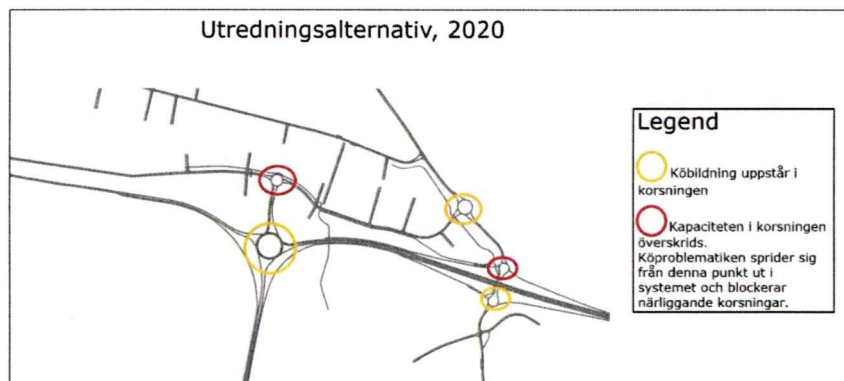 Utredningsalternativ, 2020
Legend
Köbildning uppstår i
korsningen
Kapaciteten i korsningen
överskrids.
Köproblematiken sprider sig
från denna punkt ut i
systemet och blockerar
närliggande korsningar.